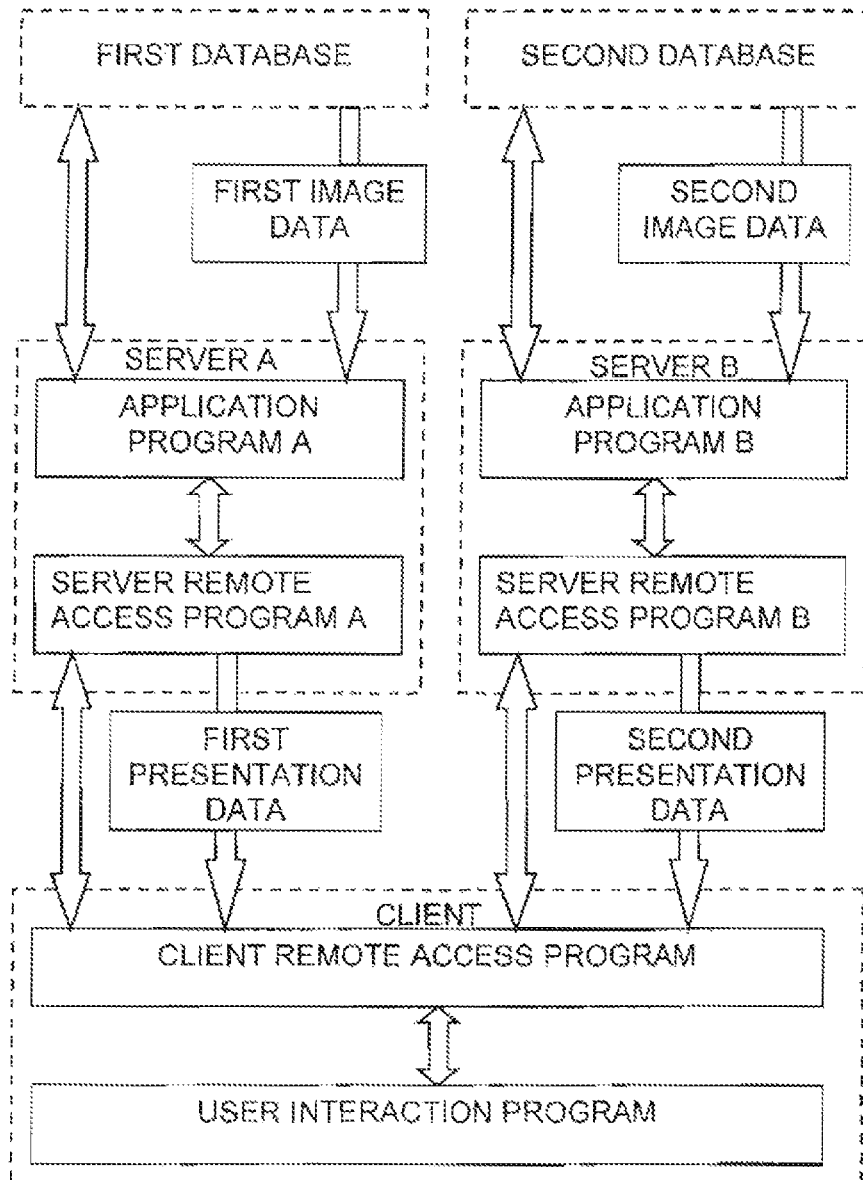 FIRST DATABASE
SECOND DATABASE
FIRST IMAGE
DATA
SECOND
IMAGE DATA
SERVER A
APPLICATION
PROGRAM A
SERVER B
APPLICATION
PROGRAM B
SERVER REMOTE
ACCESS PROGRAM A
SERVER REMOTE
ACCESS PROGRAM B
FIRST
PRESENTATION
DATA
SECOND
PRESENTATION
DATA
CLIENT
CLIENT REMOTE ACCESS PROGRAM
USER INTERACTION PROGRAM